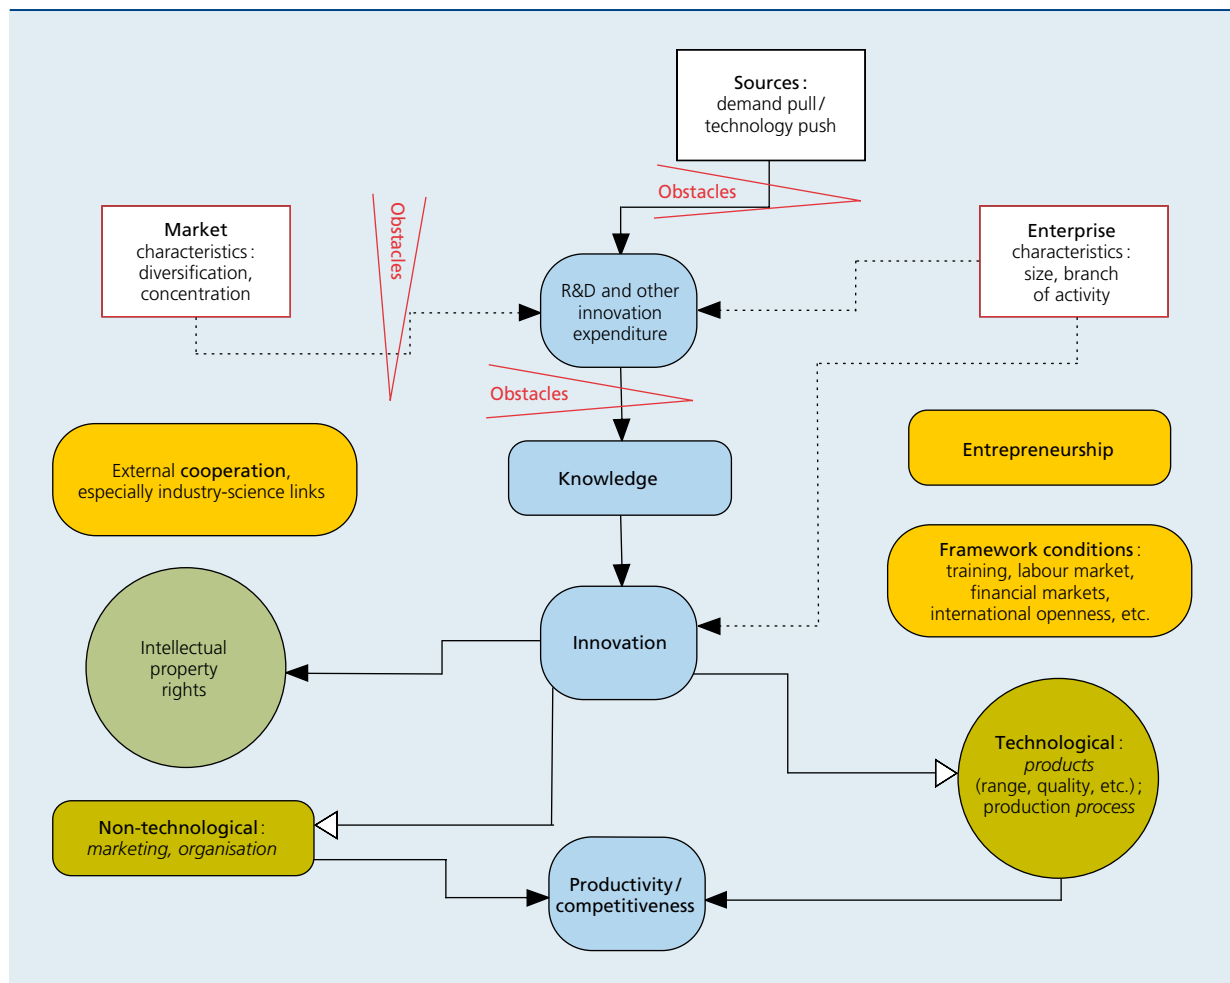 Sources :
demand pull /
technology push
Obstacles
Obstacles
Market
characteristics :
diversification,
concentration
Enterprise
characteristics :
size, branch
of activity
R&D and other
innovation
expenditure
Obstacles
Entrepreneurship
External cooperation,
especially industry-science links
Knowledge
Framework conditions :
training, labour market,
financial markets,
international openness, etc.
Intellectual
property
rights
Innovation
Technological :
products
(range, quality, etc.) ;
production process
Non-technological :
marketing, organisation
Productivity /
competitiveness